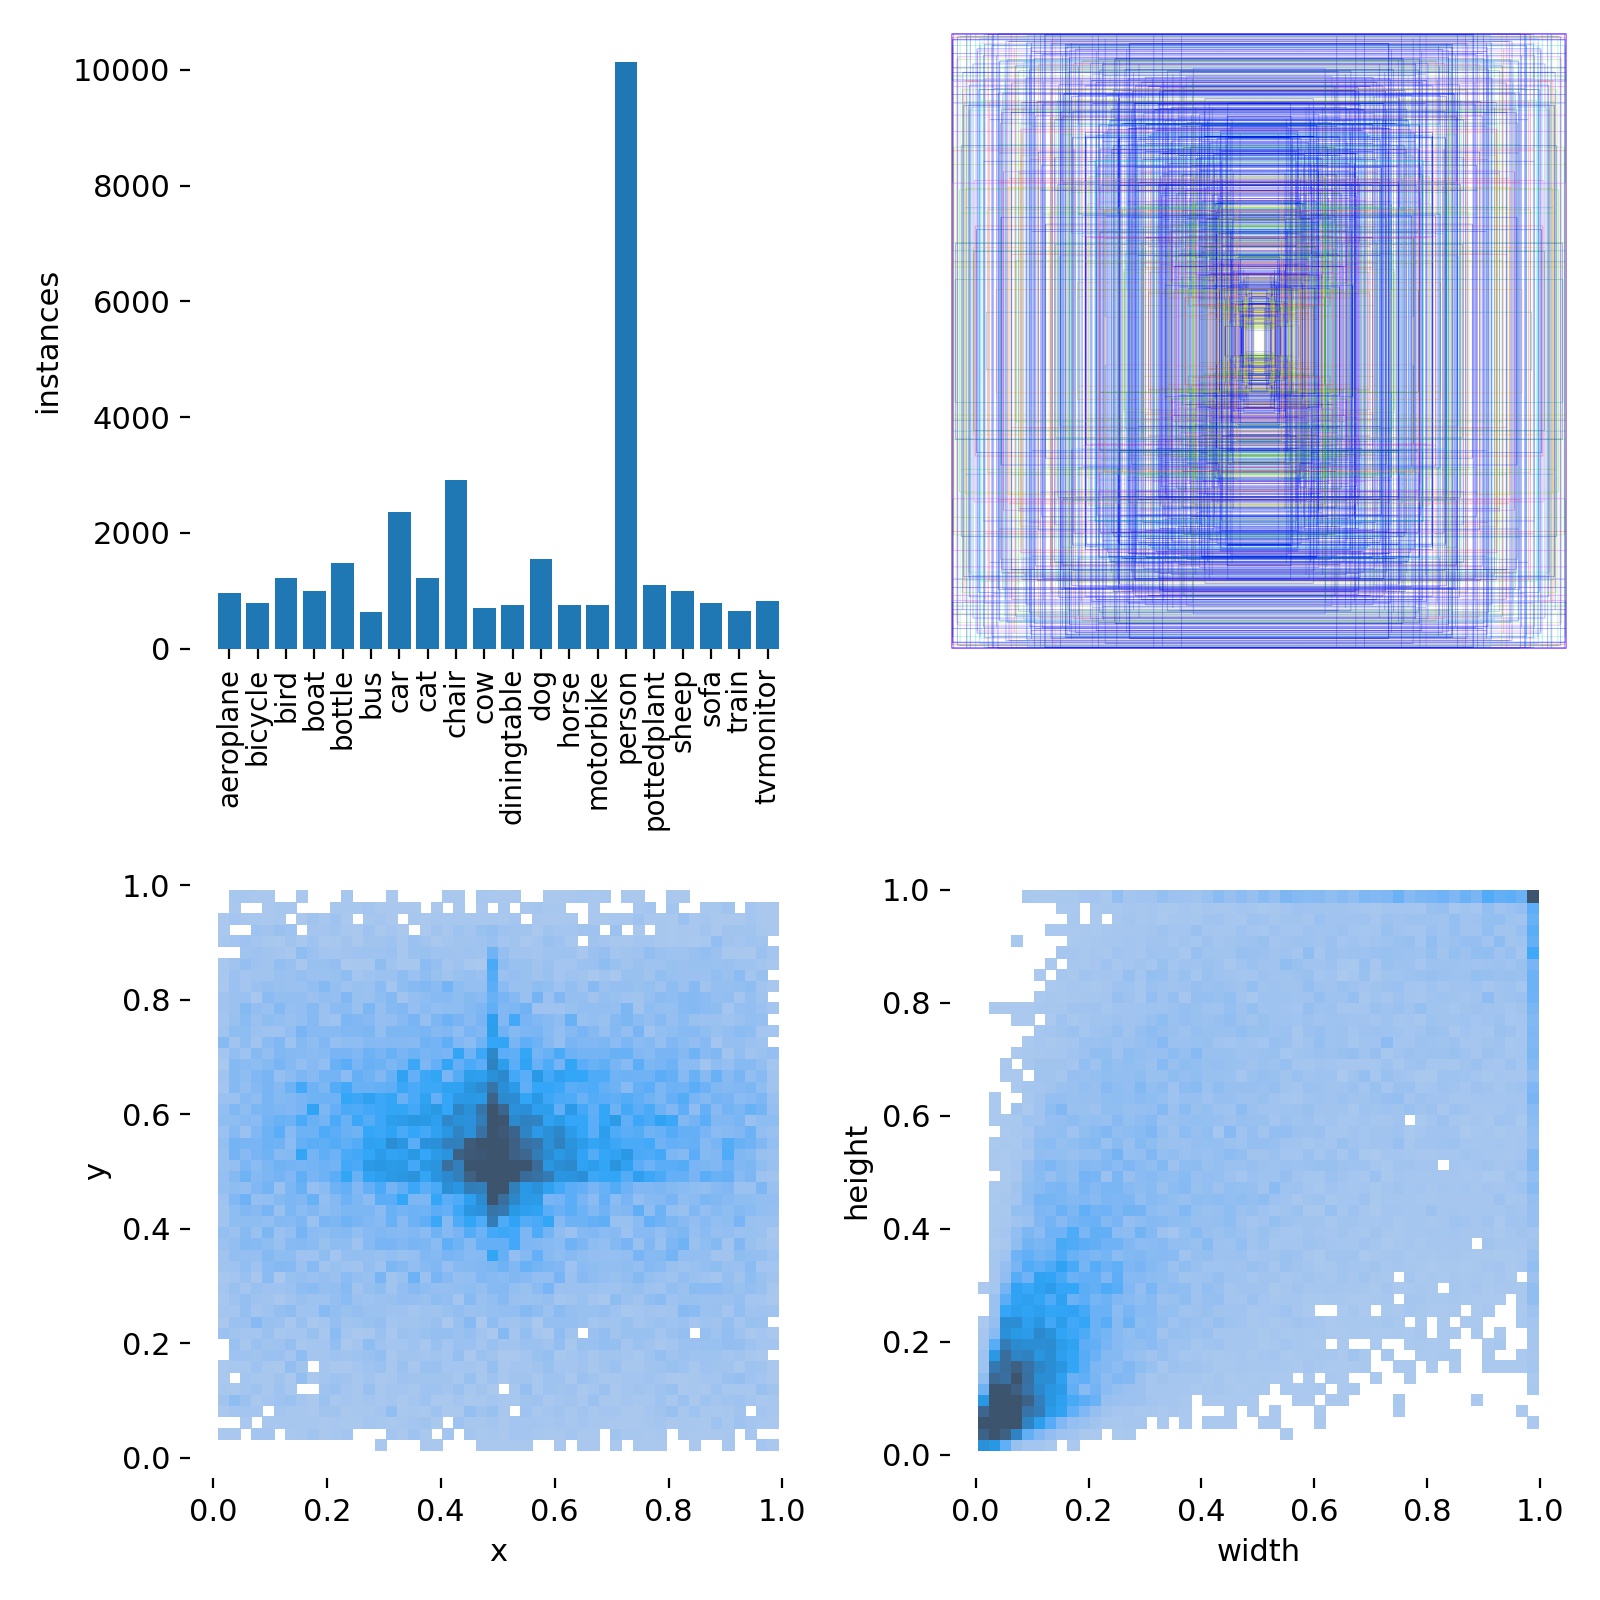 10000
8000
6000
4000
2000
0
instances
aeroplane
bicycle
bird
boat
bottle
bus
car
cat
chair
cow
diningtable
dog
horse
motorbike
person
pottedplant
sheep
sofa
train
tvmonitor
1.0
0.8
0.6
0.4
0.2
0.0
y
0.0 0.2 0.4 0.6 0.8 1.0
x
1.0
0.8
0.6
0.4
0.2
0.0
height
0.0 0.2 0.4 0.6 0.8 1.0
width